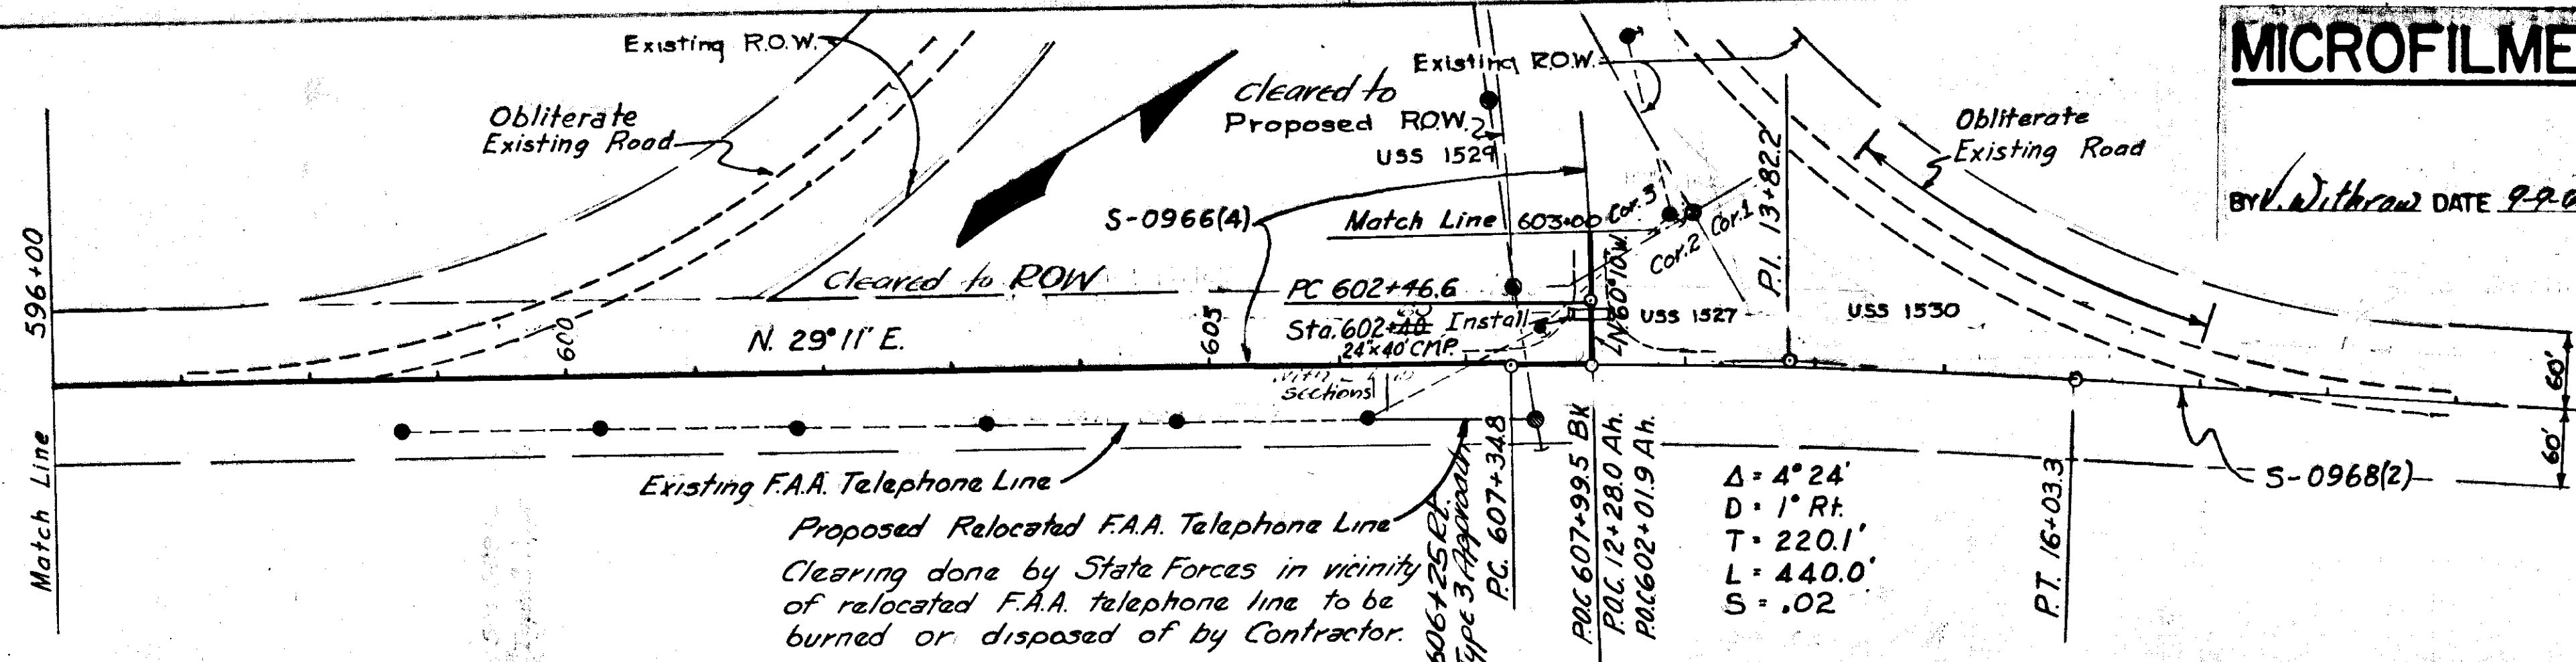 Existing R.O.W.
Obliterate
Existing Road
cleared to
Proposed R.O.W.
USS 1529
Existing R.O.W.
Obliterate
Existing Road
MICROFILME
BY V. Withrow DATE 9-9-6
S-0966(4)
Match Line 603+00
Cor. 3
Cor. 2
Cor. 1
P.I. 13+82.2
596+00
Cleared to ROW
PC 602+46.6
N 60° 10' W.
Sta. 602+40 Install
24"x40' CMP.
sections
USS 1527
USS 1530
600
N. 29° 11' E.
605
60'
60'
Match Line
Existing F.A.A. Telephone Line
Proposed Relocated F.A.A. Telephone Line
Clearing done by State Forces in vicinity
of relocated F.A.A. telephone line to be
burned or disposed of by Contractor.
606+25 Rt.
Type 3 Approach
P.C. 607+34.8
P.O.C 607+99.5 BK
P.O.C. 12+28.0 Ah.
P.O.C 602+01.9 Ah.
Δ = 4° 24'
D = 1° Rt.
T = 220.1'
L = 440.0'
S = .02
P.T. 16+03.3
S-0968(2)